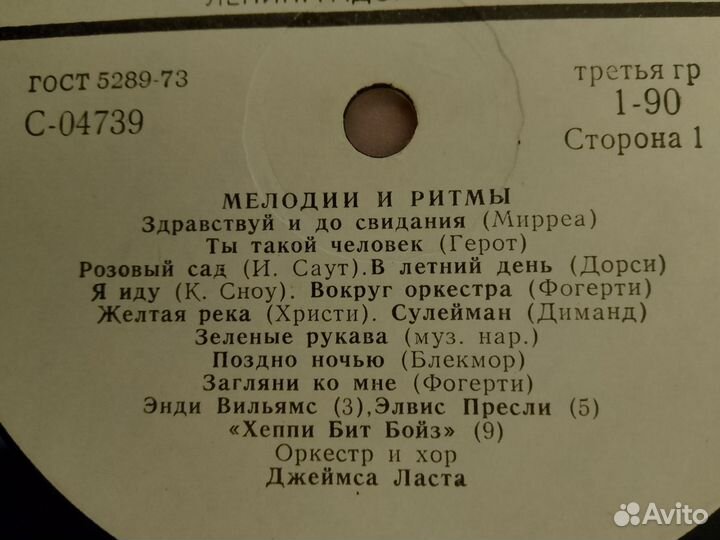 ГОСТ 5289-73
С-04739
третья гр
1-90
Сторона 1
МЕЛОДИИ И РИТМЫ
Здравствуй и до свидания (Мирреа)
Ты такой человек (Герот)
Розовый сад (И. Саут). В летний день (Дорси)
Я иду (К. Сноу). Вокруг оркестра (Фогерти)
Желтая река (Христи). Сулейман (Диманд)
Зеленые рукава (муз. нар.)
Поздно ночью (Блекмор)
Загляни ко мне (Фогерти)
Энди Вильямс (3),Элвис Пресли (5)
«Хеппи Бит Бойз» (9)
Оркестр и хор
Джеймса Ласта
Avito